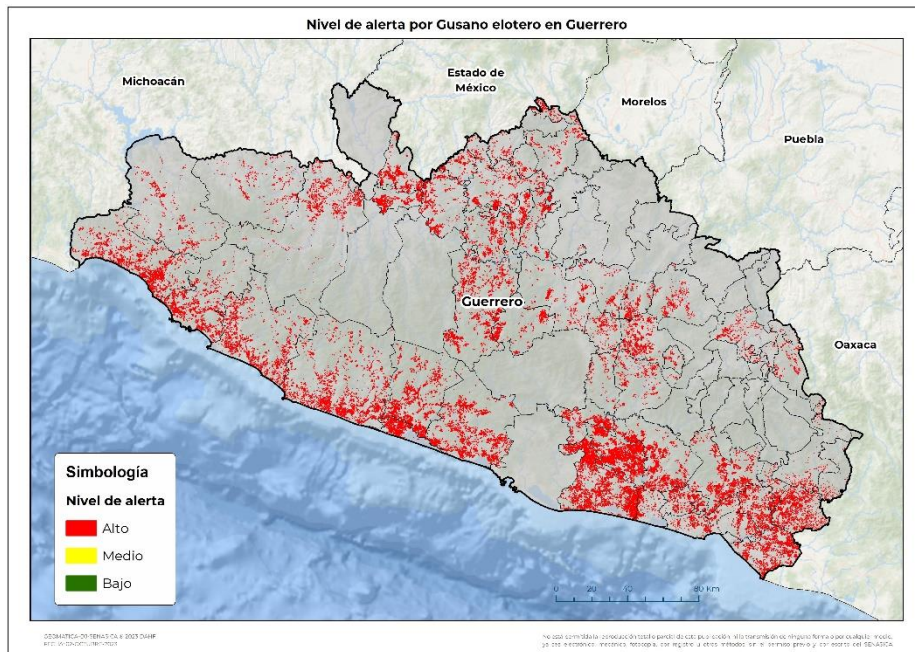 Nivel de alerta por Gusano elotero en Guerrero
Michoacán
Estado de
México
Morelos
Puebla
Guerrero
Oaxaca
Simbología
Nivel de alerta
Alto
Medio
Bajo
0 20 40 80 Km